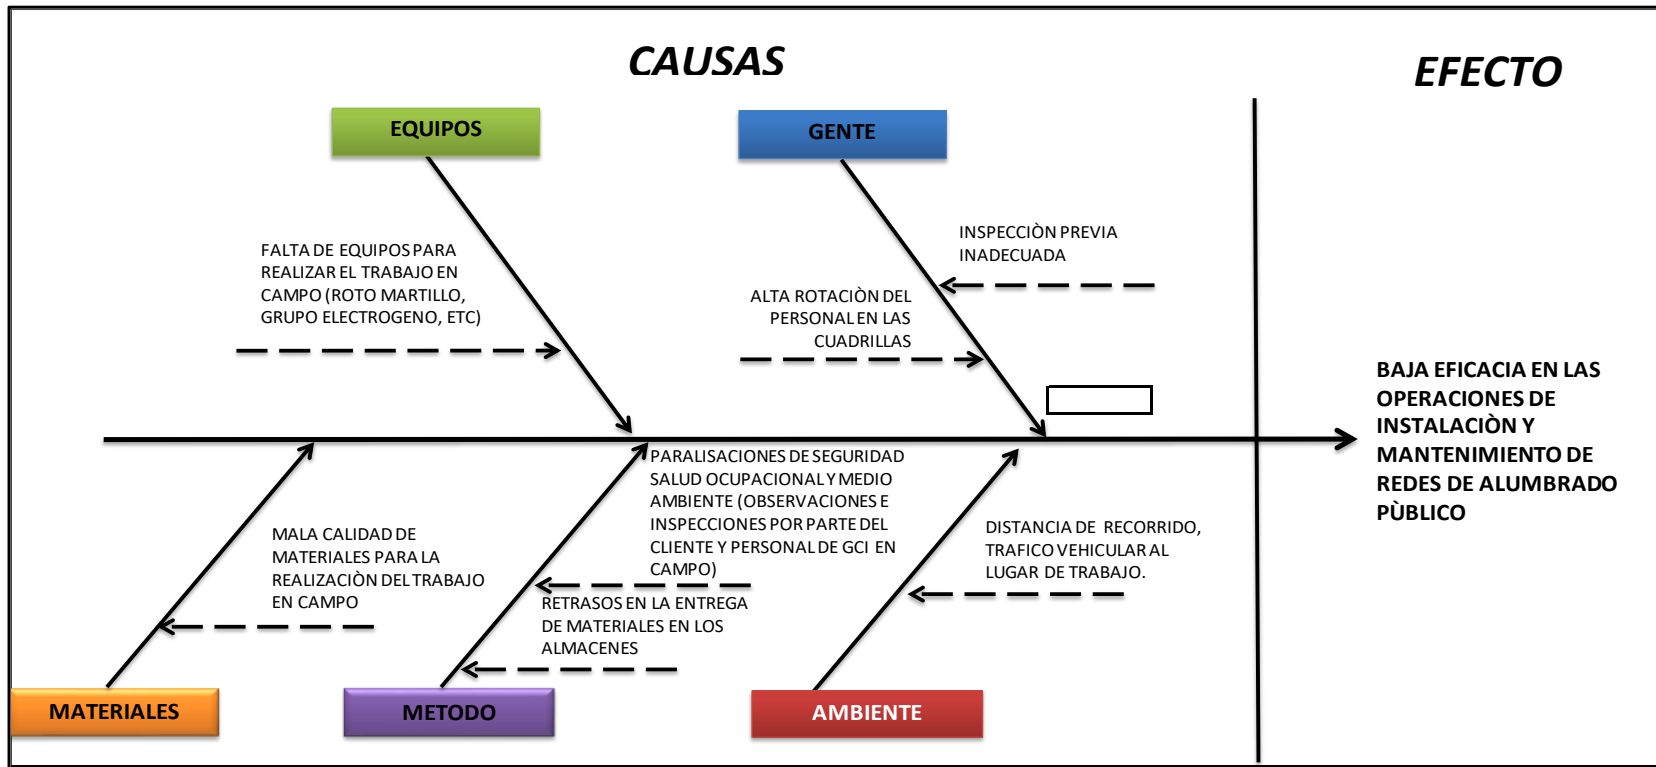 CAUSAS
EFECTO
EQUIPOS
GENTE
FALTA DE EQUIPOS PARA
REALIZAR EL TRABAJO EN
CAMPO (ROTO MARTILLO,
GRUPO ELECTROGENO, ETC)
INSPECCIÒN PREVIA
INADECUADA
ALTA ROTACIÒN DEL
PERSONAL EN LAS
CUADRILLAS
BAJA EFICACIA EN LAS
OPERACIONES DE
INSTALACIÒN Y
MANTENIMIENTO DE
REDES DE ALUMBRADO
PÙBLICO
MALA CALIDAD DE
MATERIALES PARA LA
REALIZACIÒN DEL TRABAJO
EN CAMPO
PARALISACIONES DE SEGURIDAD
SALUD OCUPACIONAL Y MEDIO
AMBIENTE (OBSERVACIONES E
INSPECCIONES POR PARTE DEL
CLIENTE Y PERSONAL DE GCI EN
CAMPO)
RETRASOS EN LA ENTREGA
DE MATERIALES EN LOS
ALMACENES
DISTANCIA DE RECORRIDO,
TRAFICO VEHICULAR AL
LUGAR DE TRABAJO.
MATERIALES
METODO
AMBIENTE